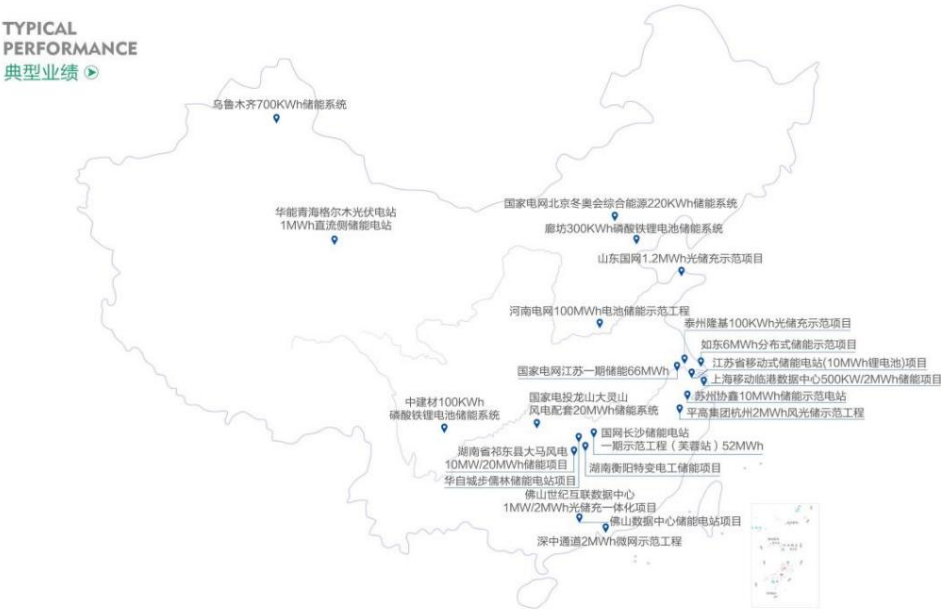 TYPICAL
PERFORMANCE
典型业绩
乌鲁木齐700KWh储能系统
华能青海格尔木光伏电站
1MWh直流侧储能电站
国家电网北京冬奥会综合能源220KWh储能系统
廊坊300KWh磷酸铁锂电池储能系统
山东国网1.2MWh光储充示范项目
河南电网100MWh电池储能示范工程
泰州隆基100KWh光储充示范项目
如东6MWh分布式储能示范项目
江苏省移动式储能电站(10MWh锂电池)项目
国家电网江苏一期储能66MWh
上海移动临港数据中心500KW/2MWh储能项目
苏州协鑫10MWh储能示范电站
平高集团杭州2MWh风光储示范工程
中建材100KWh
磷酸铁锂电池储能系统
国家电投龙山大灵山
风电配套20MWh储能系统
国网长沙储能电站
一期示范工程（芙蓉站）52MWh
湖南省祁东县大马风电
10MW/20MWh储能项目
湖南衡阳特变电工储能项目
华自城步儒林储能电站项目
佛山世纪互联数据中心
1MW/2MWh光储充一体化项目
佛山数据中心储能电站项目
深中通道2MWh微网示范工程